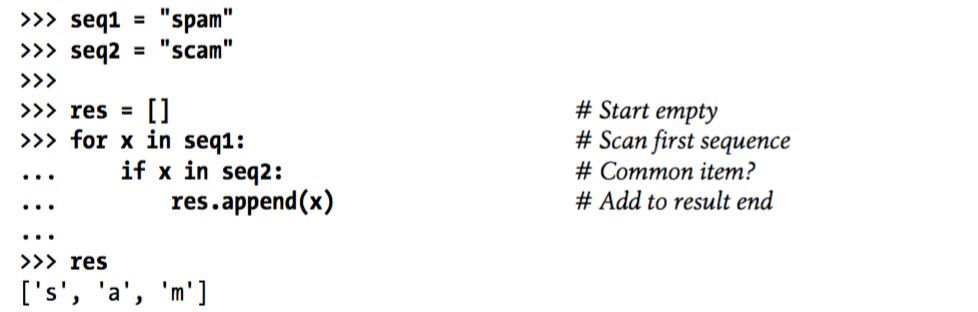 >>> seq1 = "spam"
>>> seq2 = "scam"
>>>
>>> res = []                                # Start empty
>>> for x in seq1:                          # Scan first sequence
...     if x in seq2:                       # Common item?
...         res.append(x)                   # Add to result end
...
>>> res
['s', 'a', 'm']